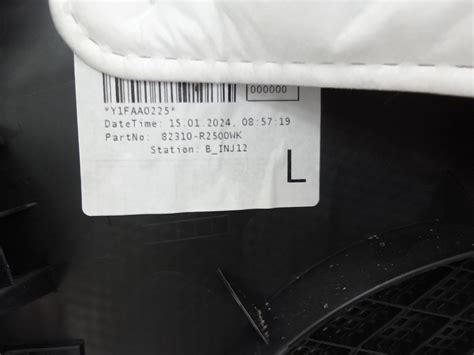 000000
*Y1FAA0225*
DateTime: 15.01.2024, 08:57:19
PartNo: 82310-R2500WK
Station: B_INJ12
L